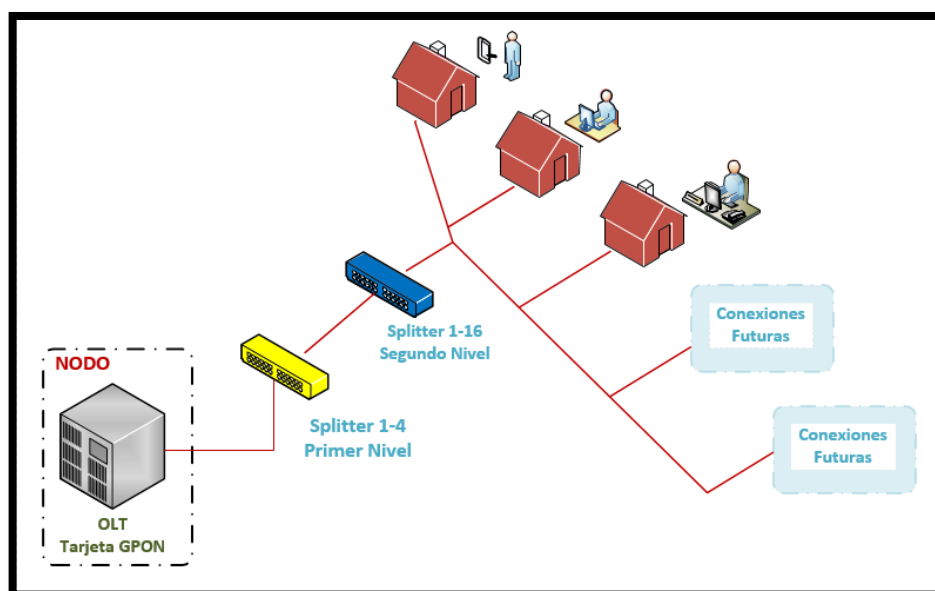 Conexiones
Futuras
Splitter 1-16
Segundo Nivel
NODO
Splitter 1-4
Primer Nivel
Conexiones
Futuras
OLT
Tarjeta GPON